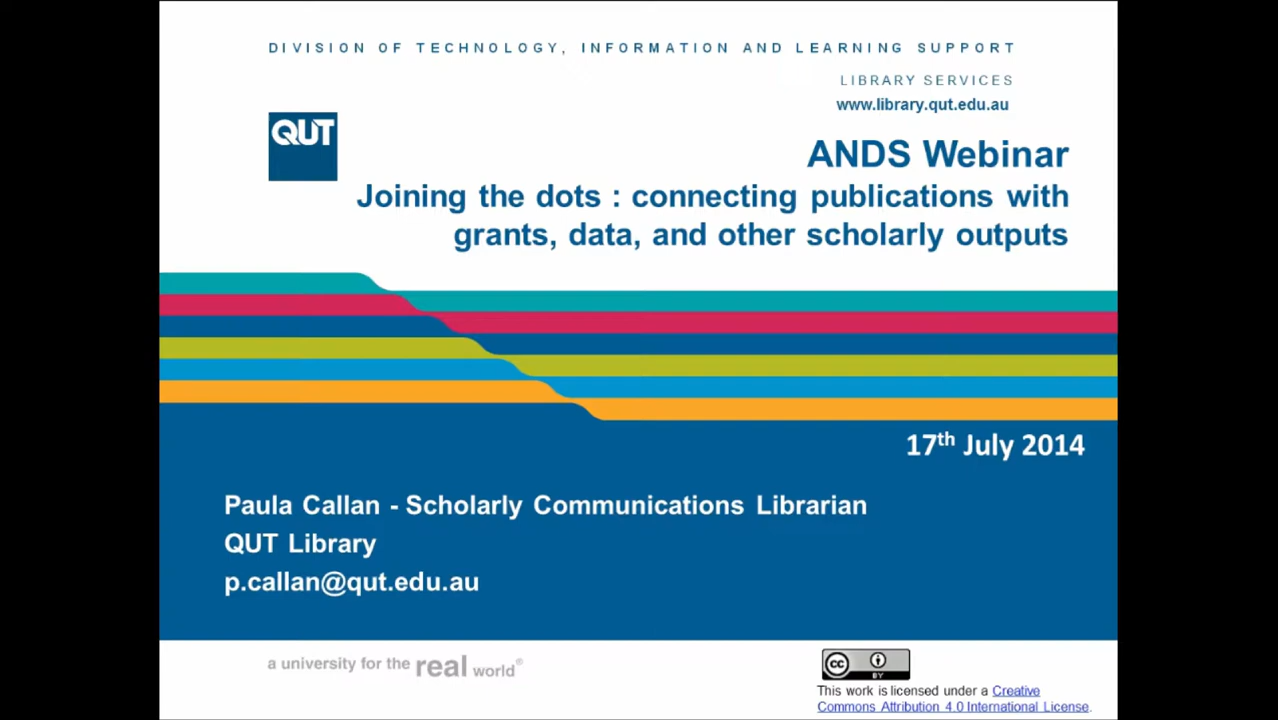 DIVISION OF TECHNOLOGY, INFORMATION AND LEARNING SUPPORT
LIBRARY SERVICES
www.library.qut.edu.au
QUT
ANDS Webinar
Joining the dots : connecting publications with
grants, data, and other scholarly outputs
17th July 2014
Paula Callan - Scholarly Communications Librarian
QUT Library
p.callan@qut.edu.au
a university for the real world®
CC BY
This work is licensed under a Creative
Commons Attribution 4.0 International License.